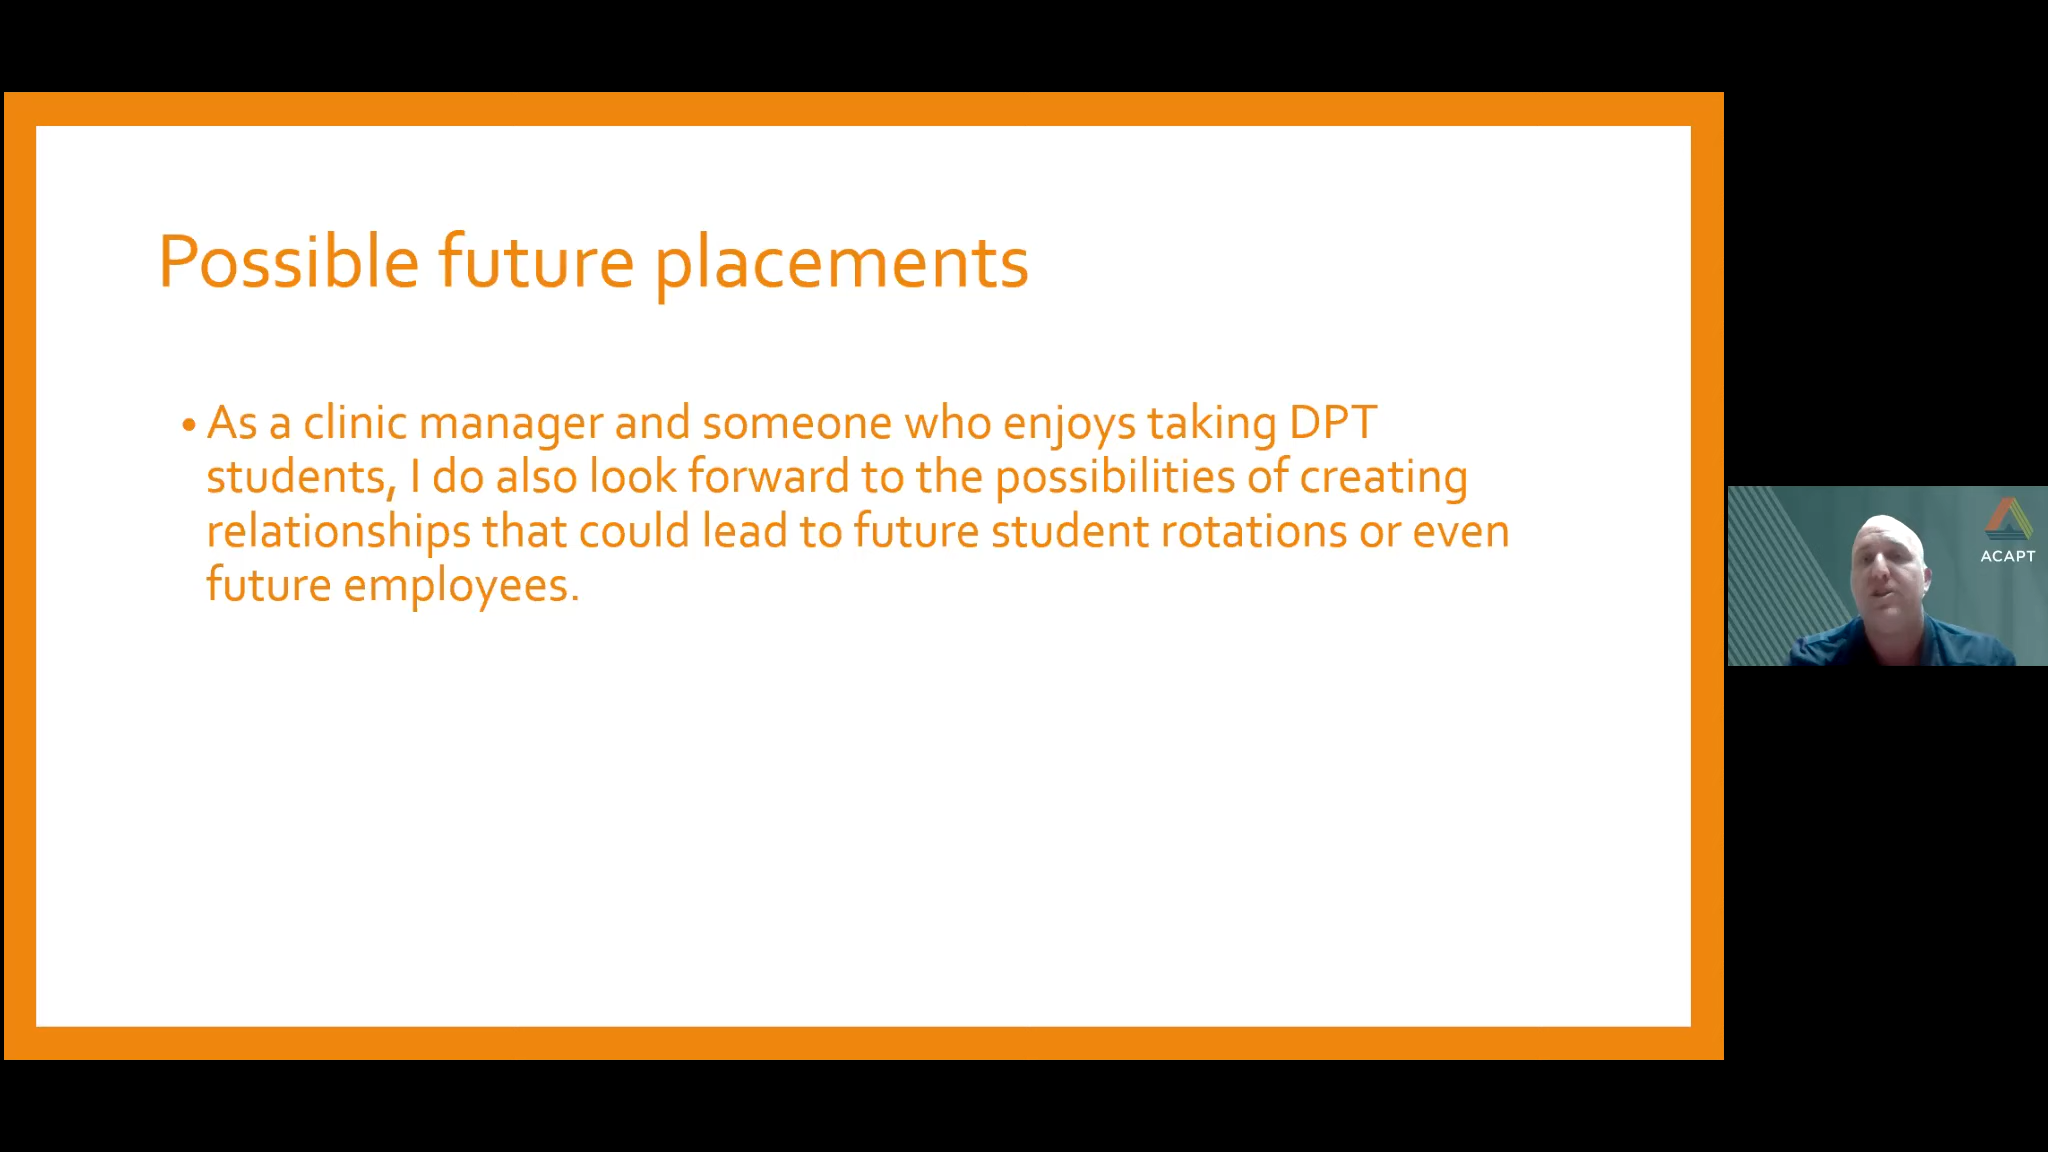 Possible future placements
• As a clinic manager and someone who enjoys taking DPT
students, I do also look forward to the possibilities of creating
relationships that could lead to future student rotations or even
future employees.
ACAPT